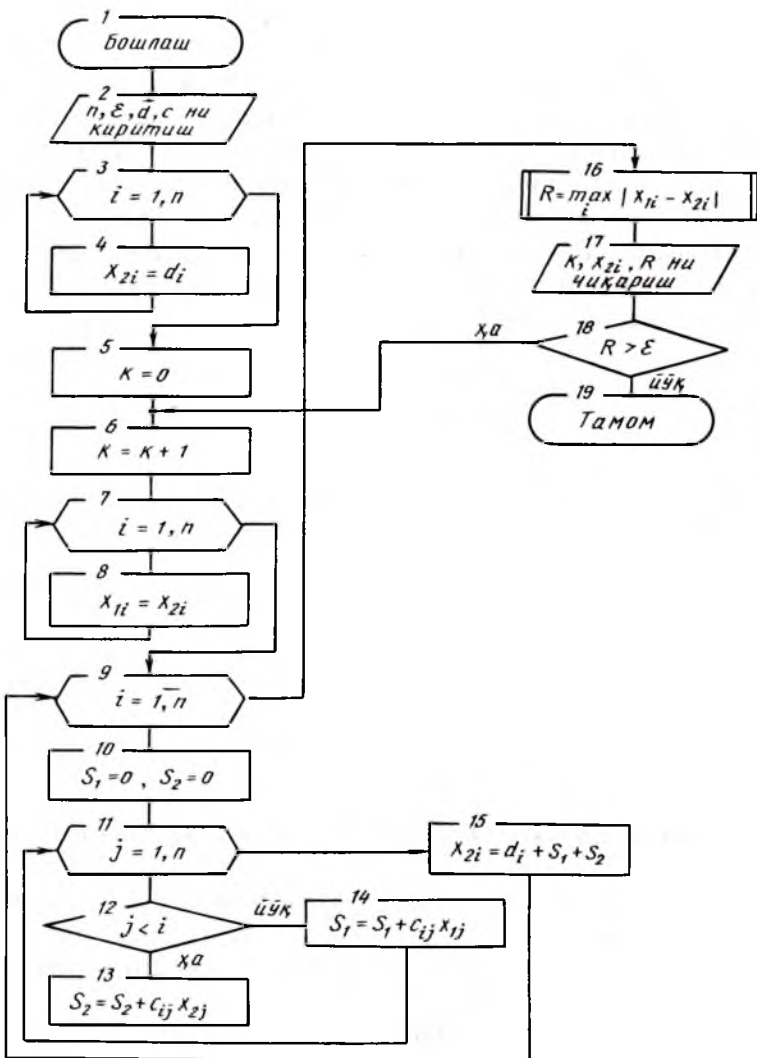 1
Бошлаш
2
n, ε, d̄, c ни
киритиш
3
i = 1, n
4
x₂ᵢ = dᵢ
5
к = 0
6
К = к + 1
7
i = 1, n
8
x₁ᵢ = x₂ᵢ
9
i = 1, n
10
S₁ = 0 , S₂ = 0
11
j = 1, n
12
j < i
йўқ
ҳа
13
S₂ = S₂ + cᵢⱼ x₂ⱼ
14
S₁ = S₁ + cᵢⱼ x₁ⱼ
15
x₂ᵢ = dᵢ + S₁ + S₂
16
R = max | x₁ᵢ – x₂ᵢ |
i
17
К, x₂ᵢ , R ни
чиқариш
18
R > ε
ҳа
йўқ
19
Тамом